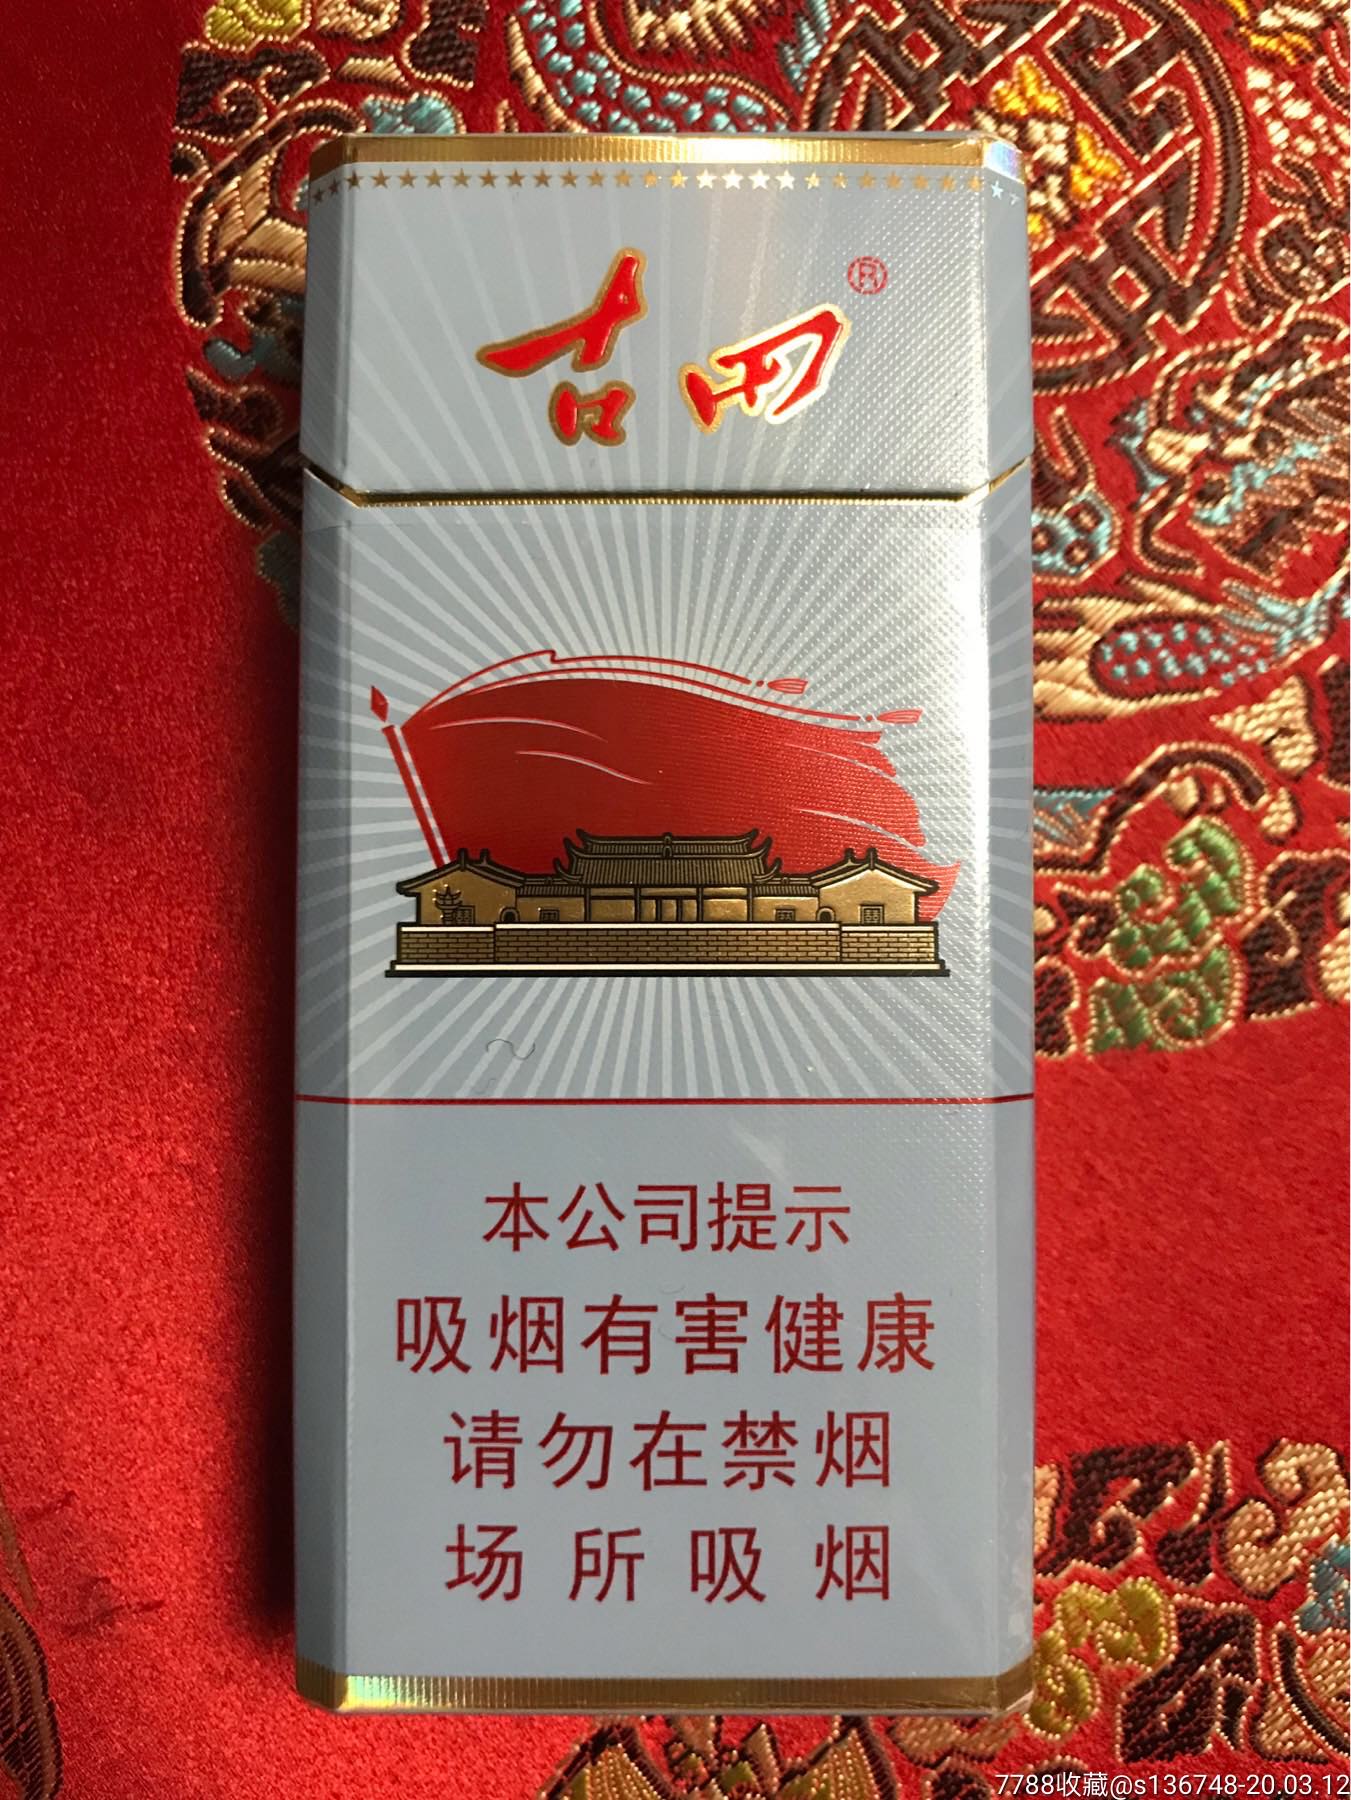 古田®
本公司提示
吸烟有害健康
请勿在禁烟
场所吸烟
7788收藏@s136748-20.03.12